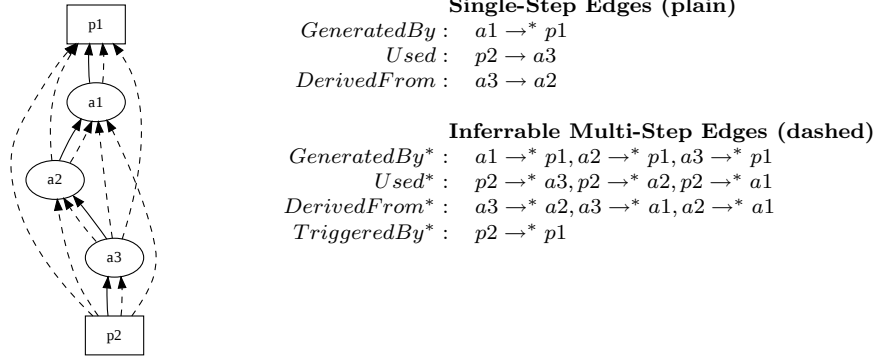 p1
a1
a2
a3
p2
Single-Step Edges (plain)
GeneratedBy : a1 →* p1
Used : p2 → a3
DerivedFrom : a3 → a2
Inferrable Multi-Step Edges (dashed)
GeneratedBy* : a1 →* p1, a2 →* p1, a3 →* p1
Used* : p2 →* a3, p2 →* a2, p2 →* a1
DerivedFrom* : a3 →* a2, a3 →* a1, a2 →* a1
TriggeredBy* : p2 →* p1